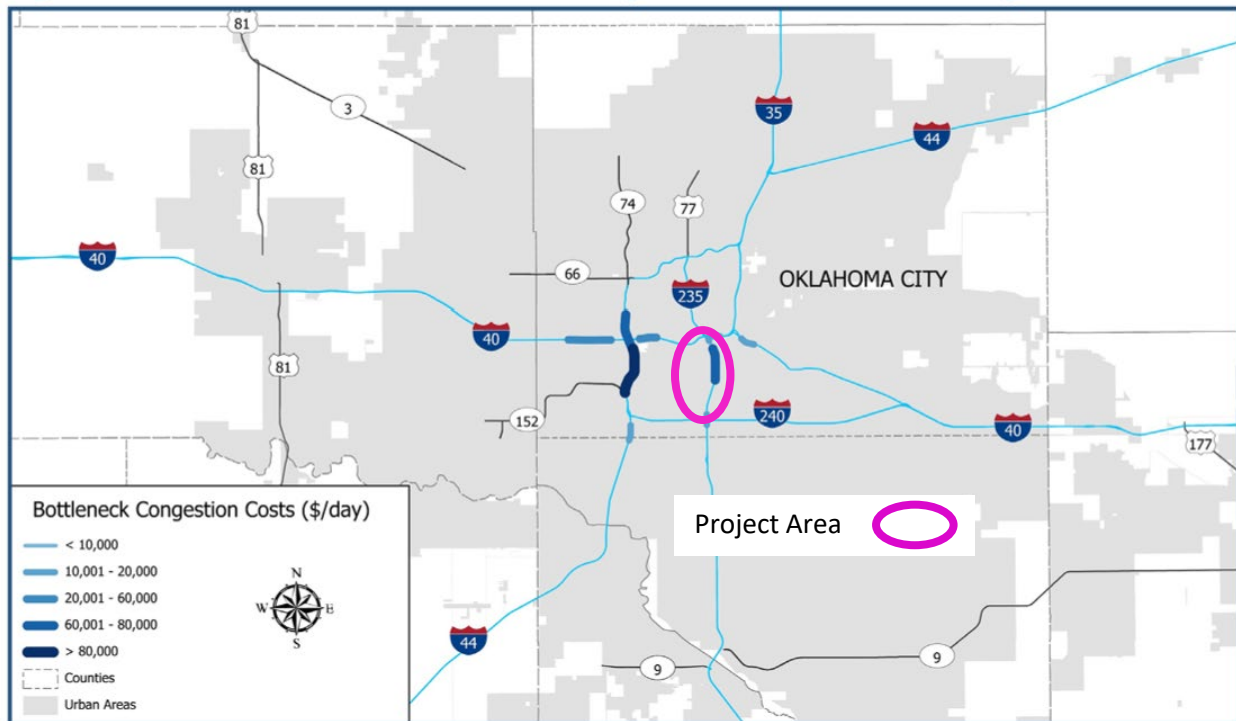 81
3
35
44
81
74
77
40
66
235
OKLAHOMA CITY
40
81
152
240
40
177
Bottleneck Congestion Costs ($/day)
< 10,000
10,001 - 20,000
20,001 - 60,000
60,001 - 80,000
> 80,000
Counties
Urban Areas
N
W E
S
Project Area
44
9
9